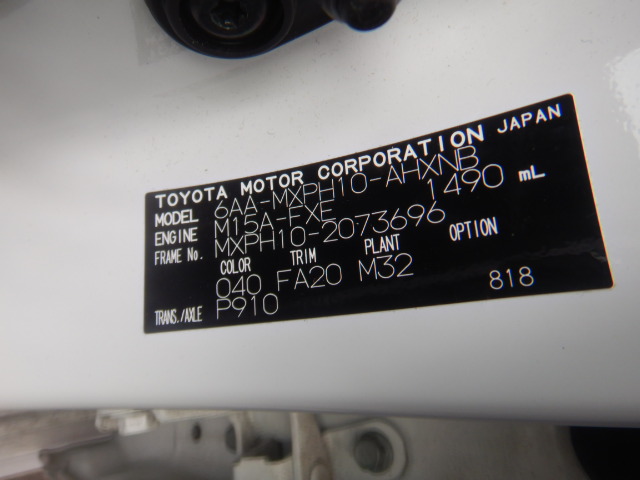 TOYOTA MOTOR CORPORATION JAPAN
MODEL 6AA-MXPH10-AHXNB
ENGINE M15A-FXE 1490 mL
FRAME No. MXPH10-2073696
COLOR TRIM PLANT OPTION
040 FA20 M32
TRANS./AXLE P910 818